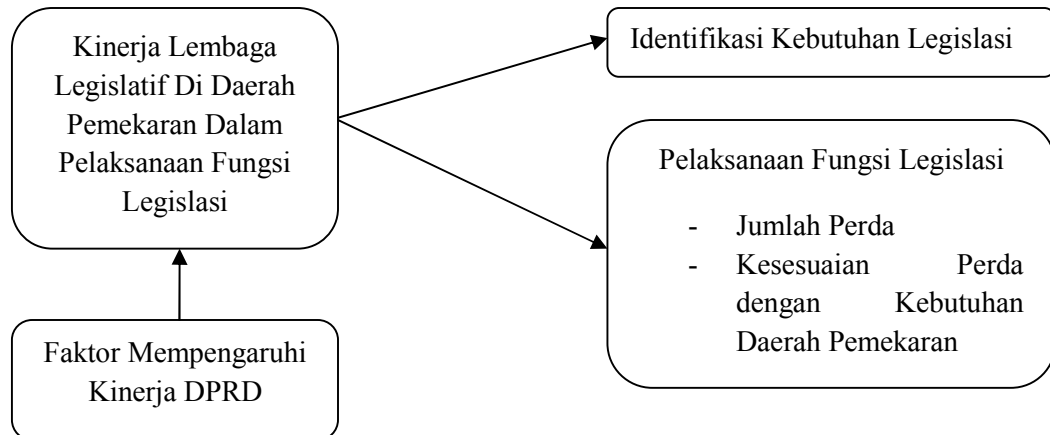 Kinerja Lembaga
Legislatif Di Daerah
Pemekaran Dalam
Pelaksanaan Fungsi
Legislasi
Identifikasi Kebutuhan Legislasi
Pelaksanaan Fungsi Legislasi
- Jumlah Perda
- Kesesuaian Perda
dengan Kebutuhan
Daerah Pemekaran
Faktor Mempengaruhi
Kinerja DPRD